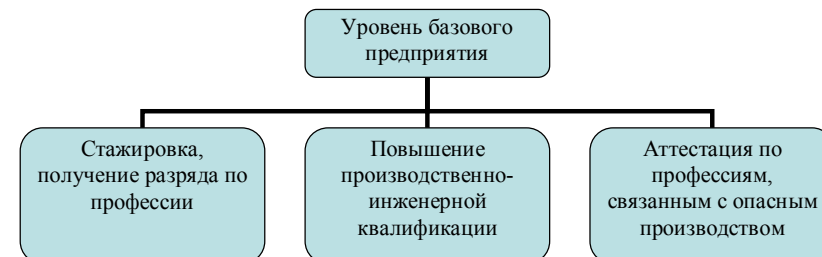 Уровень базового
предприятия
Стажировка,
получение разряда по
профессии
Повышение
производственно-
инженерной
квалификации
Аттестация по
профессиям,
связанным с опасным
производством